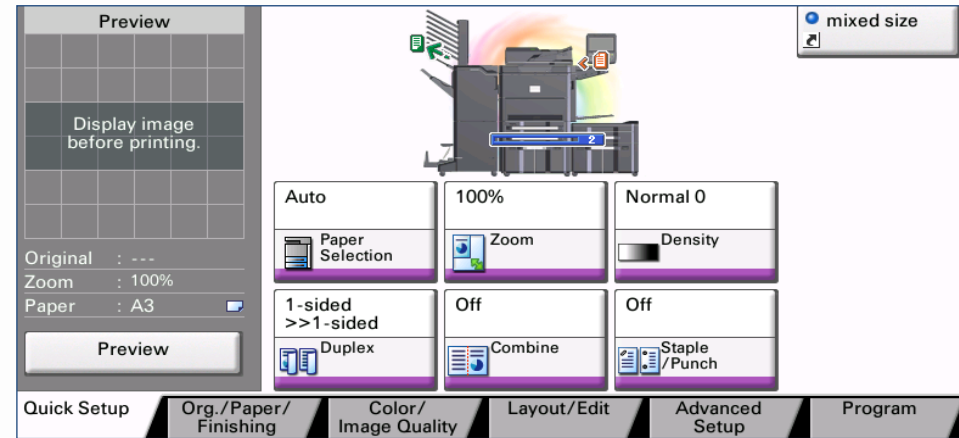 Preview
Display image
before printing.
Original : ---
Zoom : 100%
Paper : A3
Preview
mixed size
2
Auto
Paper
Selection
100%
Zoom
Normal 0
Density
1-sided
>>1-sided
Duplex
Off
Combine
Off
Staple
/Punch
Quick Setup
Org./Paper/
Finishing
Color/
Image Quality
Layout/Edit
Advanced
Setup
Program